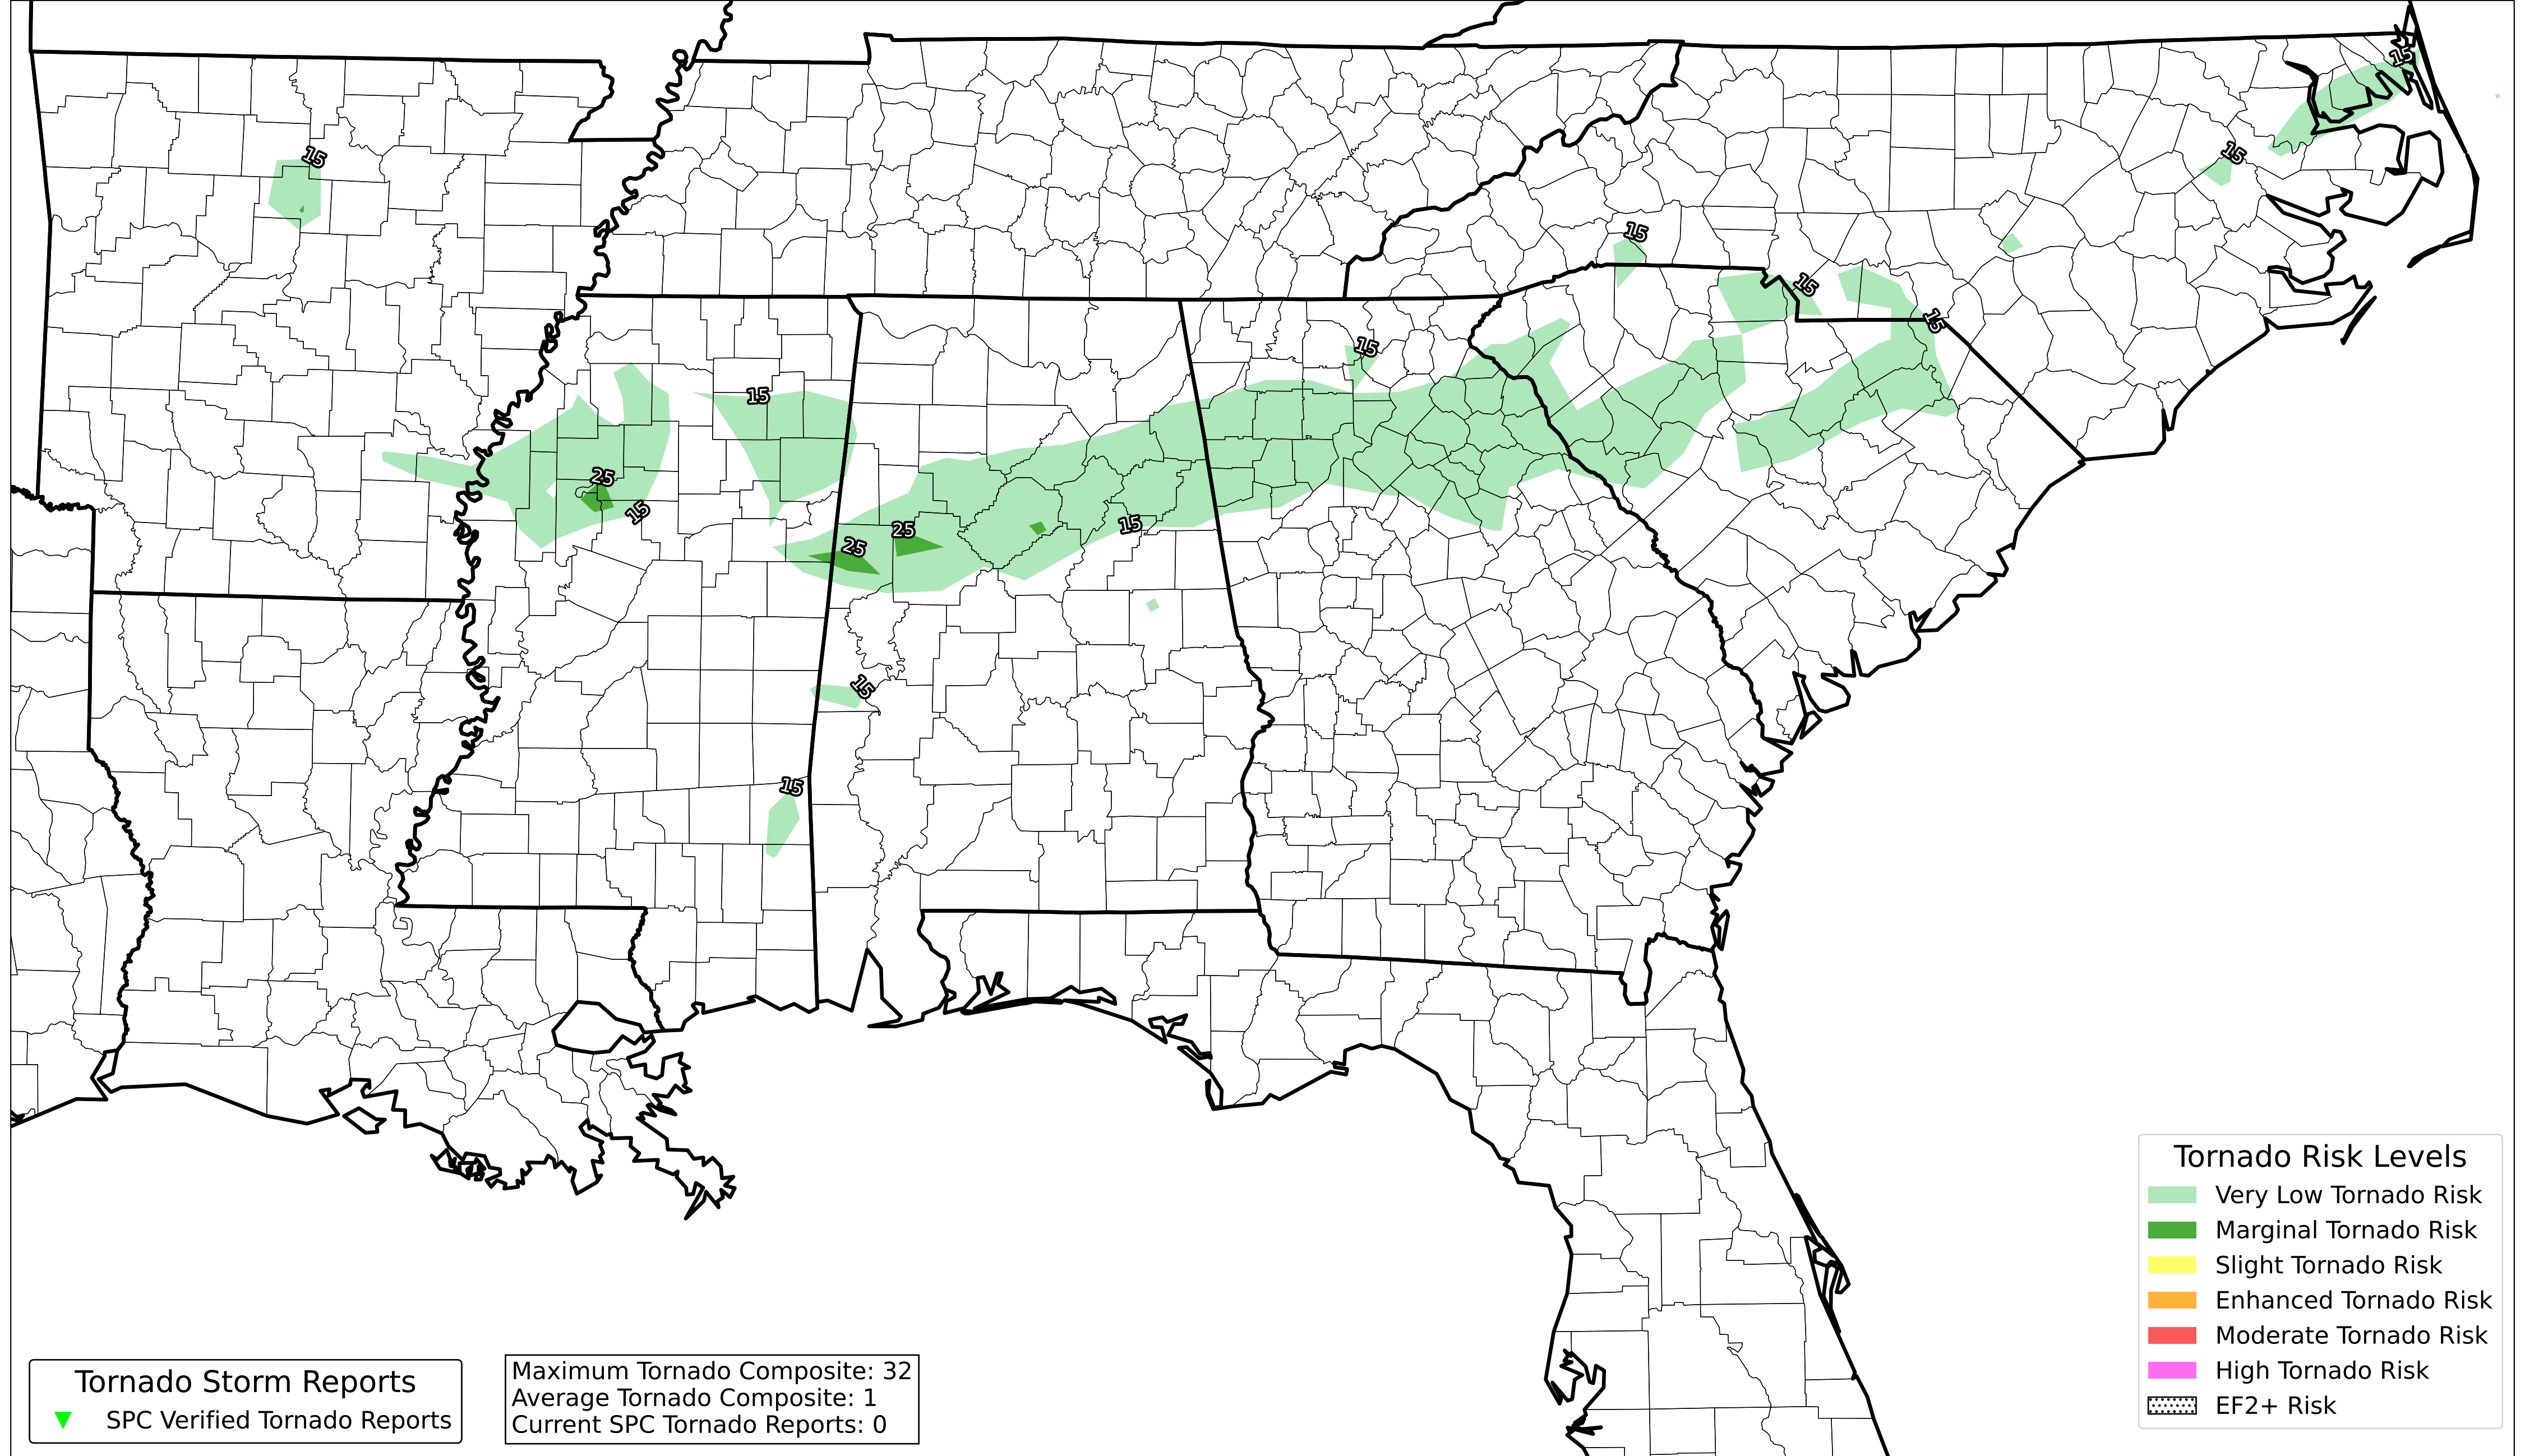 15
15
15
15
15
15
15
15
25
15
25
15
25
15
15
Tornado Risk Levels
Very Low Tornado Risk
Marginal Tornado Risk
Slight Tornado Risk
Enhanced Tornado Risk
Moderate Tornado Risk
High Tornado Risk
EF2+ Risk
Tornado Storm Reports
SPC Verified Tornado Reports
Maximum Tornado Composite: 32
Average Tornado Composite: 1
Current SPC Tornado Reports: 0